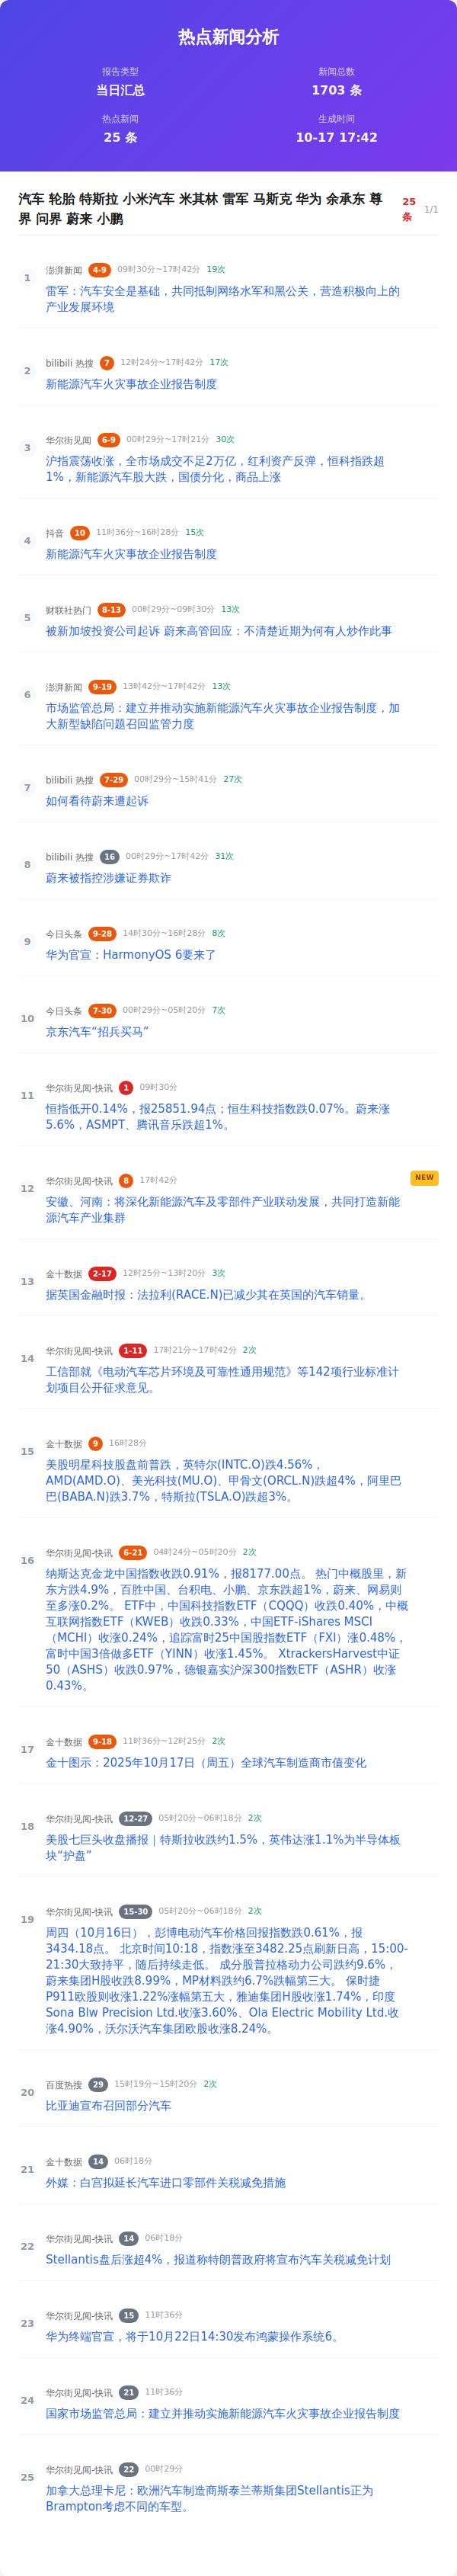 热点新闻分析
报告类型
新闻总数
当日汇总
1703 条
热点新闻
生成时间
25 条
10-17 17:42
汽车 轮胎 特斯拉 小米汽车 米其林 雷军 马斯克 华为 余承东 尊
界 问界 蔚来 小鹏
25
条
1/1
1
澎湃新闻 4-9 09时30分~17时42分 19次
雷军：汽车安全是基础，共同抵制网络水军和黑公关，营造积极向上的
产业发展环境
2
bilibili 热搜 7 12时24分~17时42分 17次
新能源汽车火灾事故企业报告制度
3
华尔街见闻 6-9 00时29分~17时21分 30次
沪指震荡收涨，全市场成交不足2万亿，红利资产反弹，恒科指跌超
1%，新能源汽车股大跌，国债分化，商品上涨
4
抖音 10 11时36分~16时28分 15次
新能源汽车火灾事故企业报告制度
5
财联社热门 8-13 00时29分~09时30分 13次
被新加坡投资公司起诉 蔚来高管回应：不清楚近期为何有人炒作此事
6
澎湃新闻 9-19 13时42分~17时42分 13次
市场监管总局：建立并推动实施新能源汽车火灾事故企业报告制度，加
大新型缺陷问题召回监管力度
7
bilibili 热搜 7-29 00时29分~15时41分 27次
如何看待蔚来遭起诉
8
bilibili 热搜 16 00时29分~17时42分 31次
蔚来被指控涉嫌证券欺诈
9
今日头条 9-28 14时30分~16时28分 8次
华为官宣：HarmonyOS 6要来了
10
今日头条 7-30 00时29分~05时20分 7次
京东汽车“招兵买马”
11
华尔街见闻-快讯 1 09时30分
恒指低开0.14%，报25851.94点；恒生科技指数跌0.07%。蔚来涨
5.6%，ASMPT、腾讯音乐跌超1%。
12
华尔街见闻-快讯 8 17时42分
NEW
安徽、河南：将深化新能源汽车及零部件产业联动发展，共同打造新能
源汽车产业集群
13
金十数据 2-17 12时25分~13时20分 3次
据英国金融时报：法拉利(RACE.N)已减少其在英国的汽车销量。
14
华尔街见闻-快讯 1-11 17时21分~17时42分 2次
工信部就《电动汽车芯片环境及可靠性通用规范》等142项行业标准计
划项目公开征求意见。
15
金十数据 9 16时28分
美股明星科技股盘前普跌，英特尔(INTC.O)跌4.56%，
AMD(AMD.O)、美光科技(MU.O)、甲骨文(ORCL.N)跌超4%，阿里巴
巴(BABA.N)跌3.7%，特斯拉(TSLA.O)跌超3%。
16
华尔街见闻-快讯 6-21 04时24分~05时20分 2次
纳斯达克金龙中国指数收跌0.91%，报8177.00点。 热门中概股里，新
东方跌4.9%，百胜中国、台积电、小鹏、京东跌超1%，蔚来、网易则
至多涨0.2%。 ETF中，中国科技指数ETF（CQQQ）收跌0.40%，中概
互联网指数ETF（KWEB）收跌0.33%，中国ETF-iShares MSCI
（MCHI）收涨0.24%，追踪富时25中国股指数ETF（FXI）涨0.48%，
富时中国3倍做多ETF（YINN）收涨1.45%。 XtrackersHarvest中证
50（ASHS）收跌0.97%，德银嘉实沪深300指数ETF（ASHR）收涨
0.43%。
17
金十数据 9-18 11时36分~12时25分 2次
金十图示：2025年10月17日（周五）全球汽车制造商市值变化
18
华尔街见闻-快讯 12-27 05时20分~06时18分 2次
美股七巨头收盘播报｜特斯拉收跌约1.5%，英伟达涨1.1%为半导体板
块“护盘”
19
华尔街见闻-快讯 15-30 05时20分~06时18分 2次
周四（10月16日），彭博电动汽车价格回报指数跌0.61%，报
3434.18点。 北京时间10:18，指数涨至3482.25点刷新日高，15:00-
21:30大致持平，随后持续走低。 成分股普拉格动力公司跌约9.6%，
蔚来集团H股收跌8.99%，MP材料跌约6.7%跌幅第三大。 保时捷
P911欧股则收涨1.22%涨幅第五大，雅迪集团H股收涨1.74%，印度
Sona Blw Precision Ltd.收涨3.60%、Ola Electric Mobility Ltd.收
涨4.90%，沃尔沃汽车集团欧股收涨8.24%。
20
百度热搜 29 15时19分~15时20分 2次
比亚迪宣布召回部分汽车
21
金十数据 14 06时18分
外媒：白宫拟延长汽车进口零部件关税减免措施
22
华尔街见闻-快讯 14 06时18分
Stellantis盘后涨超4%，报道称特朗普政府将宣布汽车关税减免计划
23
华尔街见闻-快讯 15 11时36分
华为终端官宣，将于10月22日14:30发布鸿蒙操作系统6。
24
华尔街见闻-快讯 21 11时36分
国家市场监管总局：建立并推动实施新能源汽车火灾事故企业报告制度
25
华尔街见闻-快讯 22 00时29分
加拿大总理卡尼：欧洲汽车制造商斯泰兰蒂斯集团Stellantis正为
Brampton考虑不同的车型。